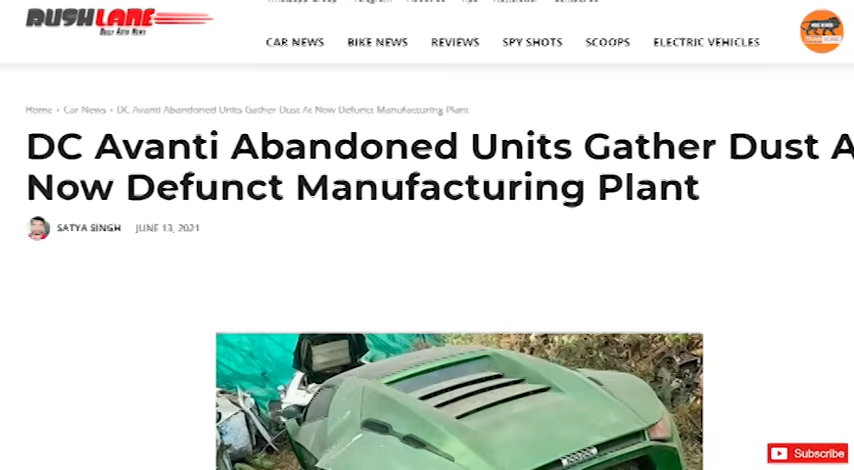 RUSHLANE
DAILY AUTO NEWS
CAR NEWS BIKE NEWS REVIEWS SPY SHOTS SCOOPS ELECTRIC VEHICLES
Home › Car News › DC Avanti Abandoned Units Gather Dust At Now Defunct Manufacturing Plant
DC Avanti Abandoned Units Gather Dust A
Now Defunct Manufacturing Plant
SATYA SINGH JUNE 13, 2021
Subscribe